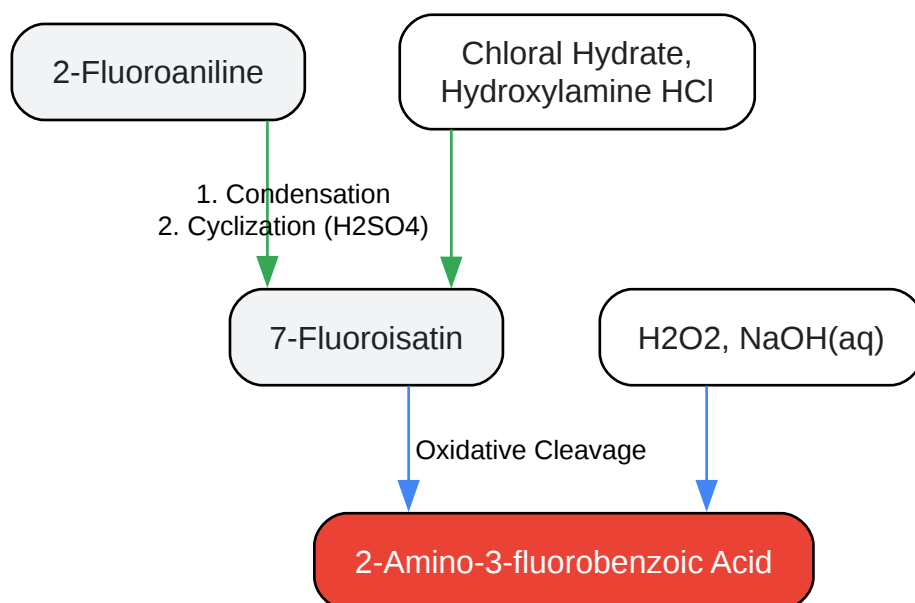 2-Fluoroaniline
Chloral Hydrate,
Hydroxylamine HCl
1. Condensation
2. Cyclization (H2SO4)
7-Fluoroisatin
H2O2, NaOH(aq)
Oxidative Cleavage
2-Amino-3-fluorobenzoic Acid